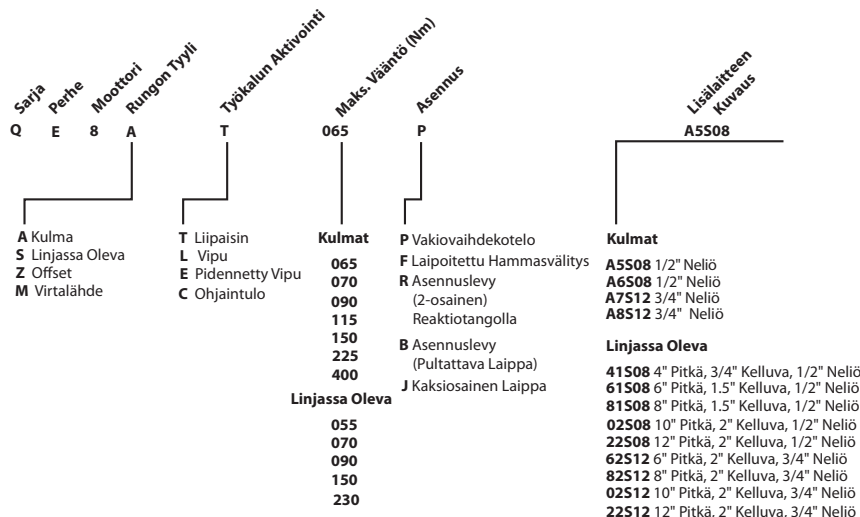 Sarja
Perhe
Moottori
Rungon Tyyli
Työkalun Aktivointi
Maks. Vääntö (Nm)
Asennus
Lisälaitteen
Kuvaus
Q E 8 A T 065 P A5S08
A Kulma
S Linjassa Oleva
Z Offset
M Virtalähde
T Liipaisin
L Vipu
E Pidennetty Vipu
C Ohjaintulo
Kulmat
065
070
090
115
150
225
400
Linjassa Oleva
055
070
090
150
230
P Vakiovaihdekotelo
F Laipoitettu Hammasvälitys
R Asennuslevy
(2-osainen)
Reaktiotangolla
B Asennuslevy
(Pultattava Laippa)
J Kaksiosainen Laippa
Kulmat
A5S08 1/2" Neliö
A6S08 1/2" Neliö
A7S12 3/4" Neliö
A8S12 3/4" Neliö
Linjassa Oleva
41S08 4" Pitkä, 3/4" Kelluva, 1/2" Neliö
61S08 6" Pitkä, 1.5" Kelluva, 1/2" Neliö
81S08 8" Pitkä, 1.5" Kelluva, 1/2" Neliö
02S08 10" Pitkä, 2" Kelluva, 1/2" Neliö
22S08 12" Pitkä, 2" Kelluva, 1/2" Neliö
62S12 6" Pitkä, 2" Kelluva, 3/4" Neliö
82S12 8" Pitkä, 2" Kelluva, 3/4" Neliö
02S12 10" Pitkä, 2" Kelluva, 3/4" Neliö
22S12 12" Pitkä, 2" Kelluva, 3/4" Neliö